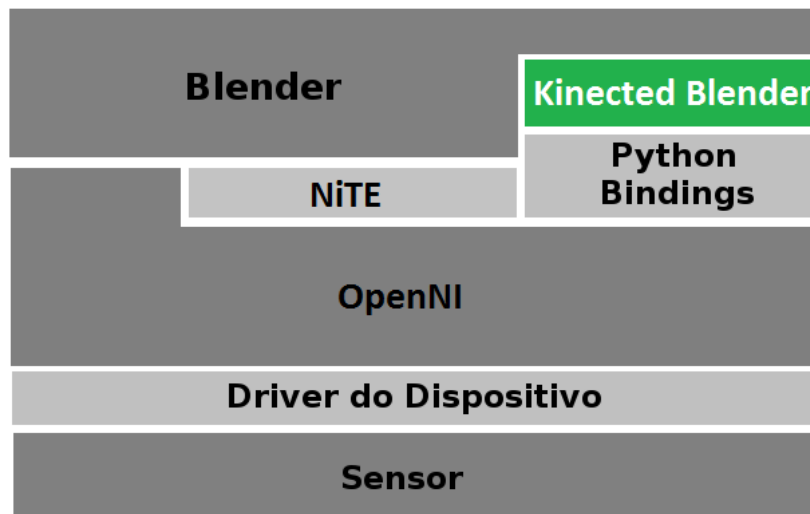 Blender
Kinected Blender
Python
Bindings
NiTE
OpenNI
Driver do Dispositivo
Sensor